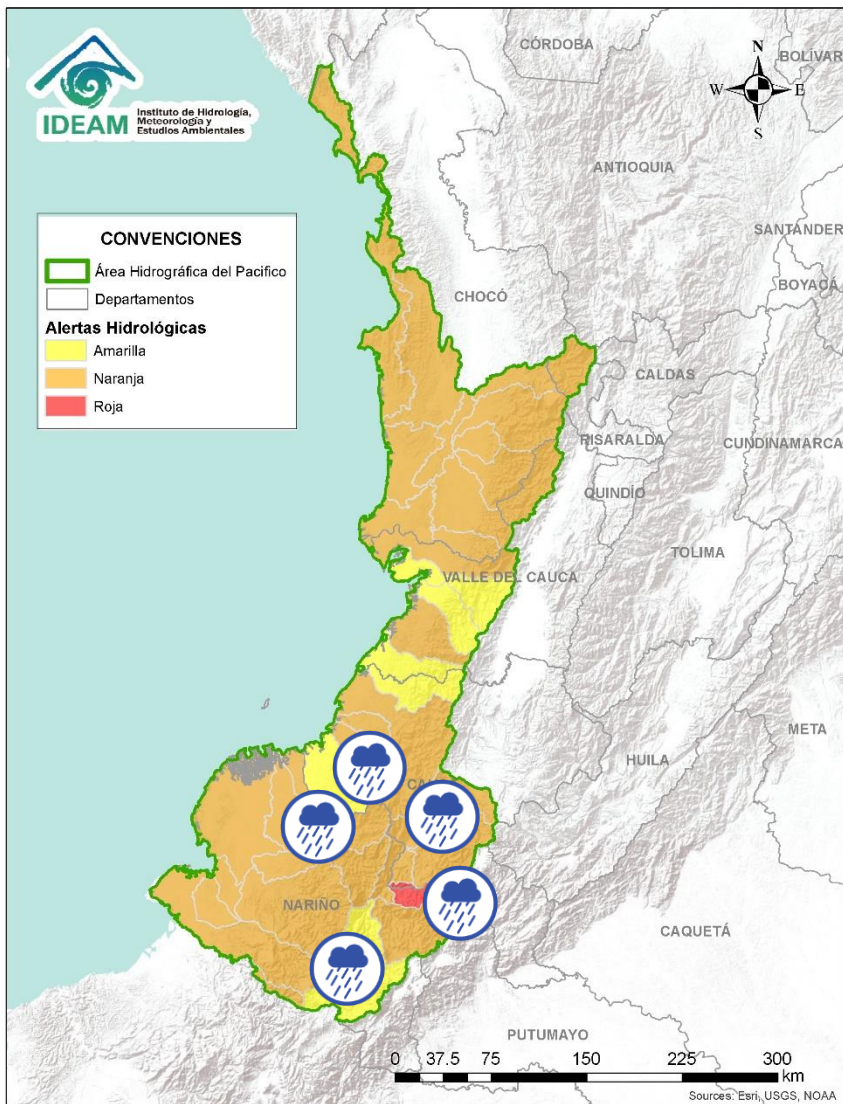 IDEAM
Instituto de Hidrología,
Meteorología y
Estudios Ambientales
CÓRDOBA
BOLÍVAR
N
W
E
S
ANTIOQUIA
SANTANDER
BOYACÁ
CONVENCIONES
Área Hidrográfica del Pacifico
Departamentos
Alertas Hidrológicas
Amarilla
Naranja
Roja
CHOCÓ
CALDAS
RISARALDA
CUNDINAMARCA
QUINDÍO
TOLIMA
VALLE DEL CAUCA
META
HUILA
NARIÑO
CAQUETÁ
PUTUMAYO
0 37.5 75 150 225 300
km
Sources: Esri, USGS, NOAA